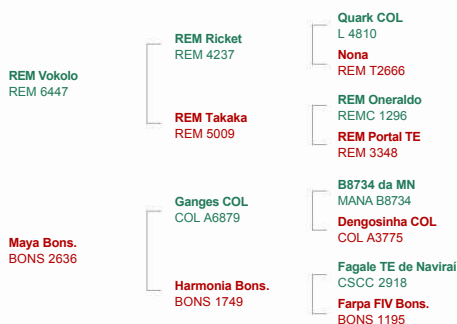 REM Vokolo
REM 6447
Maya Bons.
BONS 2636
REM Ricket
REM 4237
REM Takaka
REM 5009
Ganges COL
COL A6879
Harmonia Bons.
BONS 1749
Quark COL
L 4810
Nona
REM T2666
REM Oneraldo
REMC 1296
REM Portal TE
REM 3348
B8734 da MN
MANA B8734
Dengosinha COL
COL A3775
Fagale TE de Naviraí
CSCC 2918
Farpa FIV Bons.
BONS 1195